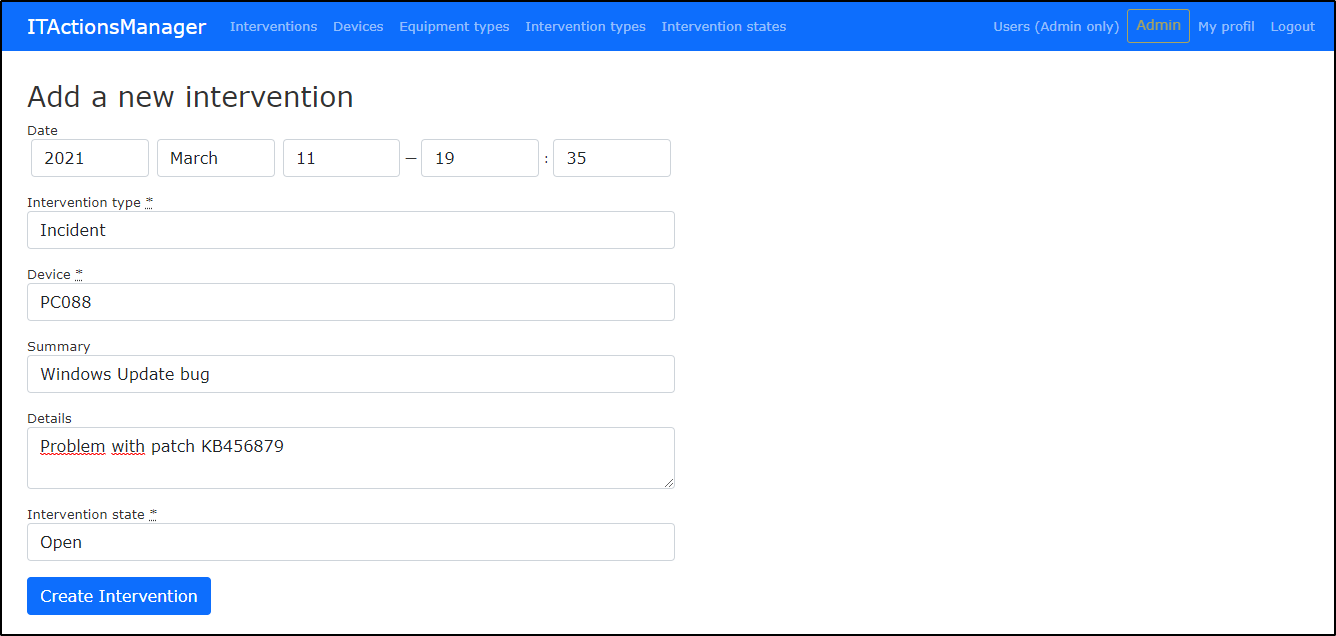 ITActionsManager Interventions Devices Equipment types Intervention types Intervention states Users (Admin only) Admin My profil Logout
Add a new intervention
Date
2021 March 11 — 19 : 35
Intervention type *
Incident
Device *
PC088
Summary
Windows Update bug
Details
Problem with patch KB456879
Intervention state *
Open
Create Intervention